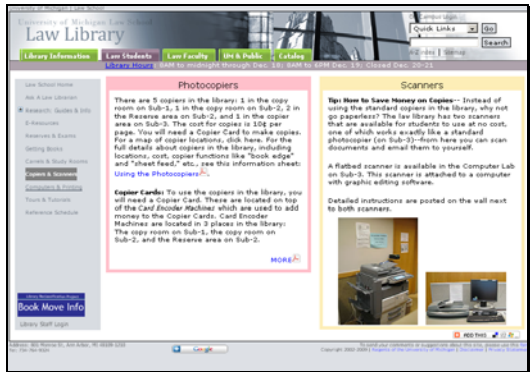 University of Michigan Law School
University of Michigan Law School
Law Library
Campus Login
Quick Links
Go
Search
A-Z Index | Sitemap
Library Information
Law Students
Law Faculty
UM & Public
Catalog
Library Hours: 8AM to midnight through Dec. 18; 8AM to 6PM Dec. 19; Closed Dec. 20-21
Law School Home
Ask A Law Librarian
Research: Guides & Info
E-Resources
Reserves & Exams
Getting Books
Carrels & Study Rooms
Copiers & Scanners
Computers & Printing
Tours & Tutorials
Reference Schedule
Book Move Info
Library Staff Login
Photocopiers
There are 5 copiers in the library: 1 in the copy
room on Sub-1, 1 in the copy room on Sub-2, 2 in
the Reserve area on Sub-2, and 1 in the copier
area on Sub-3. The cost for copies is 10¢ per
page. You will need a Copier Card to make copies.
For a map of copier locations, click here. For the
full details about copiers in the library, including
locations, cost, copier functions like "book edge"
and "sheet feed," etc., see this information sheet:
Using the Photocopiers
Copier Cards: To use the copiers in the library, you
will need a Copier Card. These are located on top
of the Card Encoder Machines which are used to add
money to the Copier Cards. Card Encoder
Machines are located in 3 places in the library:
The copy room on Sub-1, the copy room on
Sub-2, and the Reserve area on Sub-2.
MORE
Scanners
Tip: How to Save Money on Copies-- Instead of
using the standard copiers in the library, why not
go paperless? The law library has two scanners
that are available for students to use at no cost,
one of which works exactly like a standard
photocopier (on Sub-3)--from here you can scan
documents and email them to yourself.
A flatbed scanner is available in the Computer Lab
on Sub-3. This scanner is attached to a computer
with graphic editing software.
Detailed instructions are posted on the wall next
to both scanners.
ADD THIS
Google